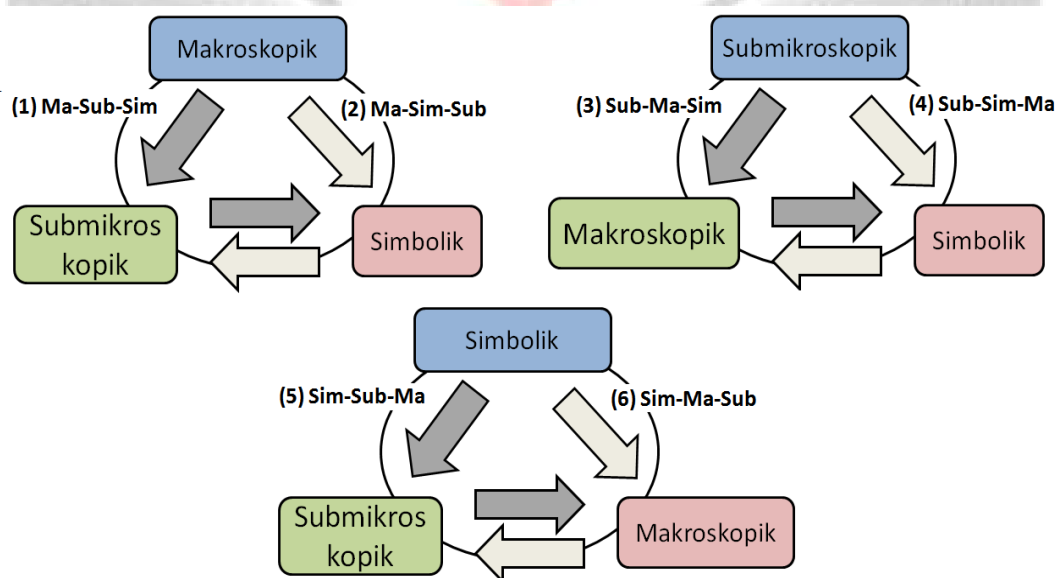 Makroskopik
(1) Ma-Sub-Sim
(2) Ma-Sim-Sub
Submikros
kopik
Simbolik
Submikroskopik
(3) Sub-Ma-Sim
(4) Sub-Sim-Ma
Makroskopik
Simbolik
Simbolik
(5) Sim-Sub-Ma
(6) Sim-Ma-Sub
Submikros
kopik
Makroskopik